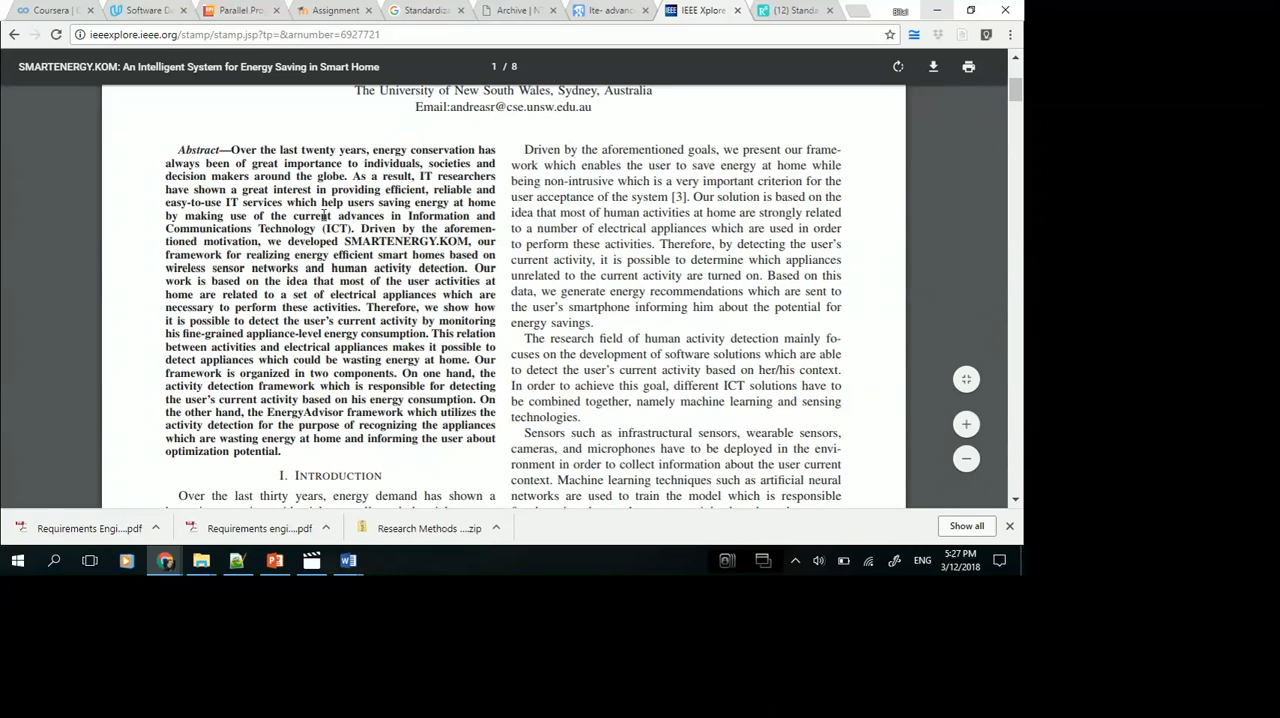 Coursera | C
Software De
Parallel Pro
Assignment
Standardiz
Archive | N
lte- advanc
IEEE Xplore
(12) Standa
Bilal
ieeexplore.ieee.org/stamp/stamp.jsp?tp=&arnumber=6927721
SMARTENERGY.KOM: An Intelligent System for Energy Saving in Smart Home
1 / 8
The University of New South Wales, Sydney, Australia
Email:andreasr@cse.unsw.edu.au
Abstract—Over the last twenty years, energy conservation has
always been of great importance to individuals, societies and
decision makers around the globe. As a result, IT researchers
have shown a great interest in providing efficient, reliable and
easy-to-use IT services which help users saving energy at home
by making use of the current advances in Information and
Communications Technology (ICT). Driven by the aforemen-
tioned motivation, we developed SMARTENERGY.KOM, our
framework for realizing energy efficient smart homes based on
wireless sensor networks and human activity detection. Our
work is based on the idea that most of the user activities at
home are related to a set of electrical appliances which are
necessary to perform these activities. Therefore, we show how
it is possible to detect the user's current activity by monitoring
his fine-grained appliance-level energy consumption. This relation
between activities and electrical appliances makes it possible to
detect appliances which could be wasting energy at home. Our
framework is organized in two components. On one hand, the
activity detection framework which is responsible for detecting
the user's current activity based on his energy consumption. On
the other hand, the EnergyAdvisor framework which utilizes the
activity detection for the purpose of recognizing the appliances
which are wasting energy at home and informing the user about
optimization potential.
I. INTRODUCTION
Over the last thirty years, energy demand has shown a
Driven by the aforementioned goals, we present our frame-
work which enables the user to save energy at home while
being non-intrusive which is a very important criterion for the
user acceptance of the system [3]. Our solution is based on the
idea that most of human activities at home are strongly related
to a number of electrical appliances which are used in order
to perform these activities. Therefore, by detecting the user's
current activity, it is possible to determine which appliances
unrelated to the current activity are turned on. Based on this
data, we generate energy recommendations which are sent to
the user's smartphone informing him about the potential for
energy savings.
The research field of human activity detection mainly fo-
cuses on the development of software solutions which are able
to detect the user's current activity based on her/his context.
In order to achieve this goal, different ICT solutions have to
be combined together, namely machine learning and sensing
technologies.
Sensors such as infrastructural sensors, wearable sensors,
cameras, and microphones have to be deployed in the envi-
ronment in order to collect information about the user current
context. Machine learning techniques such as artificial neural
networks are used to train the model which is responsible
Requirements Engi....pdf
Requirements engi....pdf
Research Methods ....zip
Show all
ENG
5:27 PM
3/12/2018